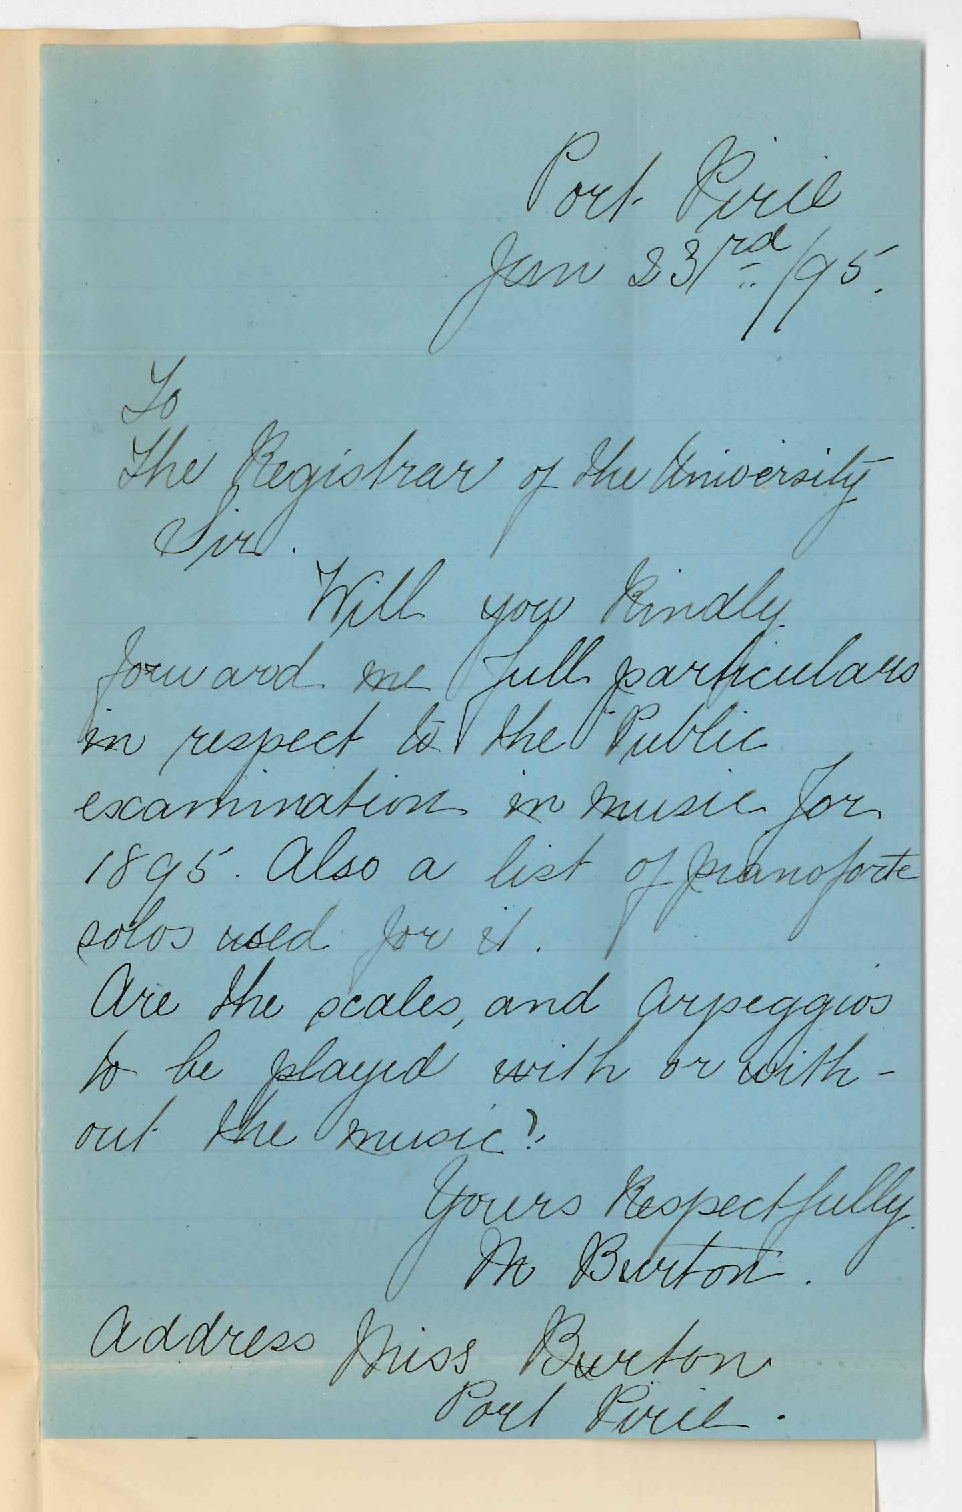 Port Pirie
Jan 23rd /95.
To
The Registrar of the University
Sir.
Will you kindly
forward me full particulars
in respect to the Public
examination in music for
1895. Also a list of pianoforte
solos used for it.
Are the scales, and arpeggios
to be played with or with-
out the music?
Yours Respectfully.
M Burton.
Address Miss Burton
Port Pirie.